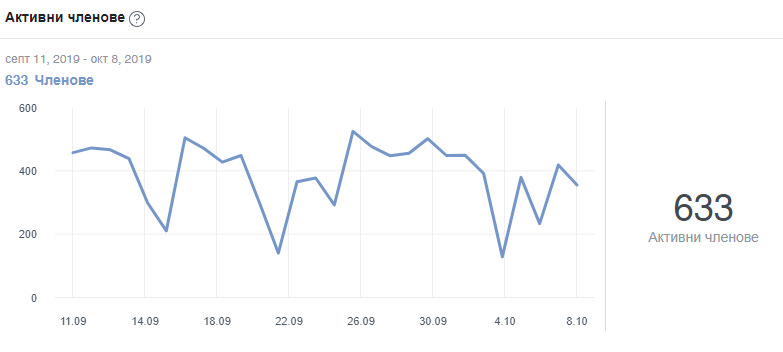 Активни членове ?
септ 11, 2019 - окт 8, 2019
633 Членове
600
400
200
0
11.09 14.09 18.09 22.09 26.09 30.09 4.10 8.10
633
Активни членове